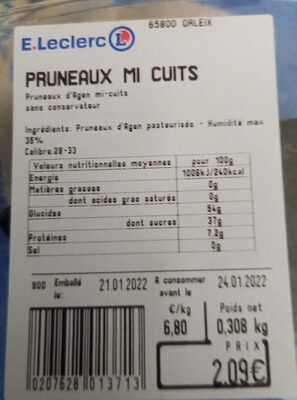 65800 ORLEIX
E.Leclerc L
PRUNEAUX MI CUITS
Pruneaux d'Agen mi-cuits
sans conservateur
Ingrédients: Pruneaux d'Agen pasteurisés - Humidité max
35%
Calibre:28-33
Valeurs nutritionnelles moyennes pour 100g
Energie 1006kJ/240kcal
Matières grasses 0g
dont acides gras saturés 0g
Glucides 54g
dont sucres 37g
Protéines 7.2g
Sel 0g
900 Emballé le: 21.01.2022 A consommer avant le 24.01.2022
€/kg Poids net
6,80 0,308 kg
PRIX
2,09€
0207628 013713